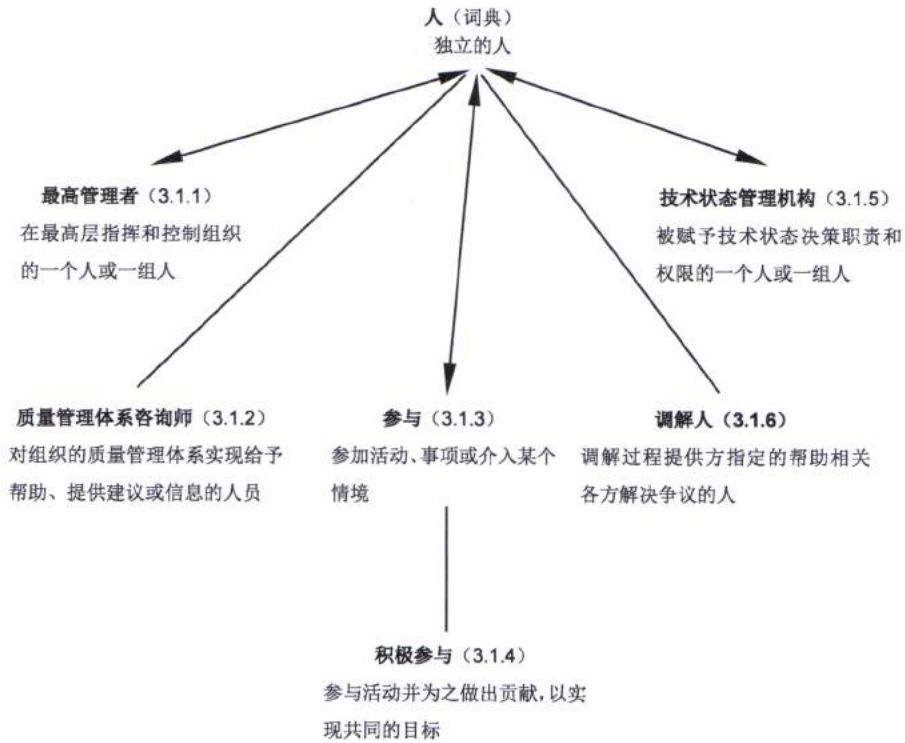 人（词典）
独立的人
最高管理者（3.1.1）
在最高层指挥和控制组织
的一个人或一组人
技术状态管理机构（3.1.5）
被赋予技术状态决策职责和
权限的一个人或一组人
质量管理体系咨询师（3.1.2）
对组织的质量管理体系实现给予
帮助、提供建议或信息的人员
参与（3.1.3）
参加活动、事项或介入某个
情境
调解人（3.1.6）
调解过程提供方指定的帮助相关
各方解决争议的人
积极参与（3.1.4）
参与活动并为之做出贡献，以实
现共同的目标